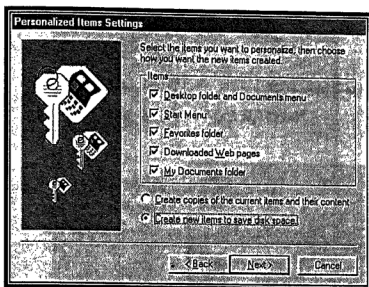 Personalized Items Settings
Select the items you want to personalize, then choose
how you want the new items created.
Items
Desktop folder and Documents menu
Start Menu
Favorites folder
Downloaded Web pages
My Documents folder
Create copies of the current items and their content
Create new items to save disk space
< Back
Next >
Cancel